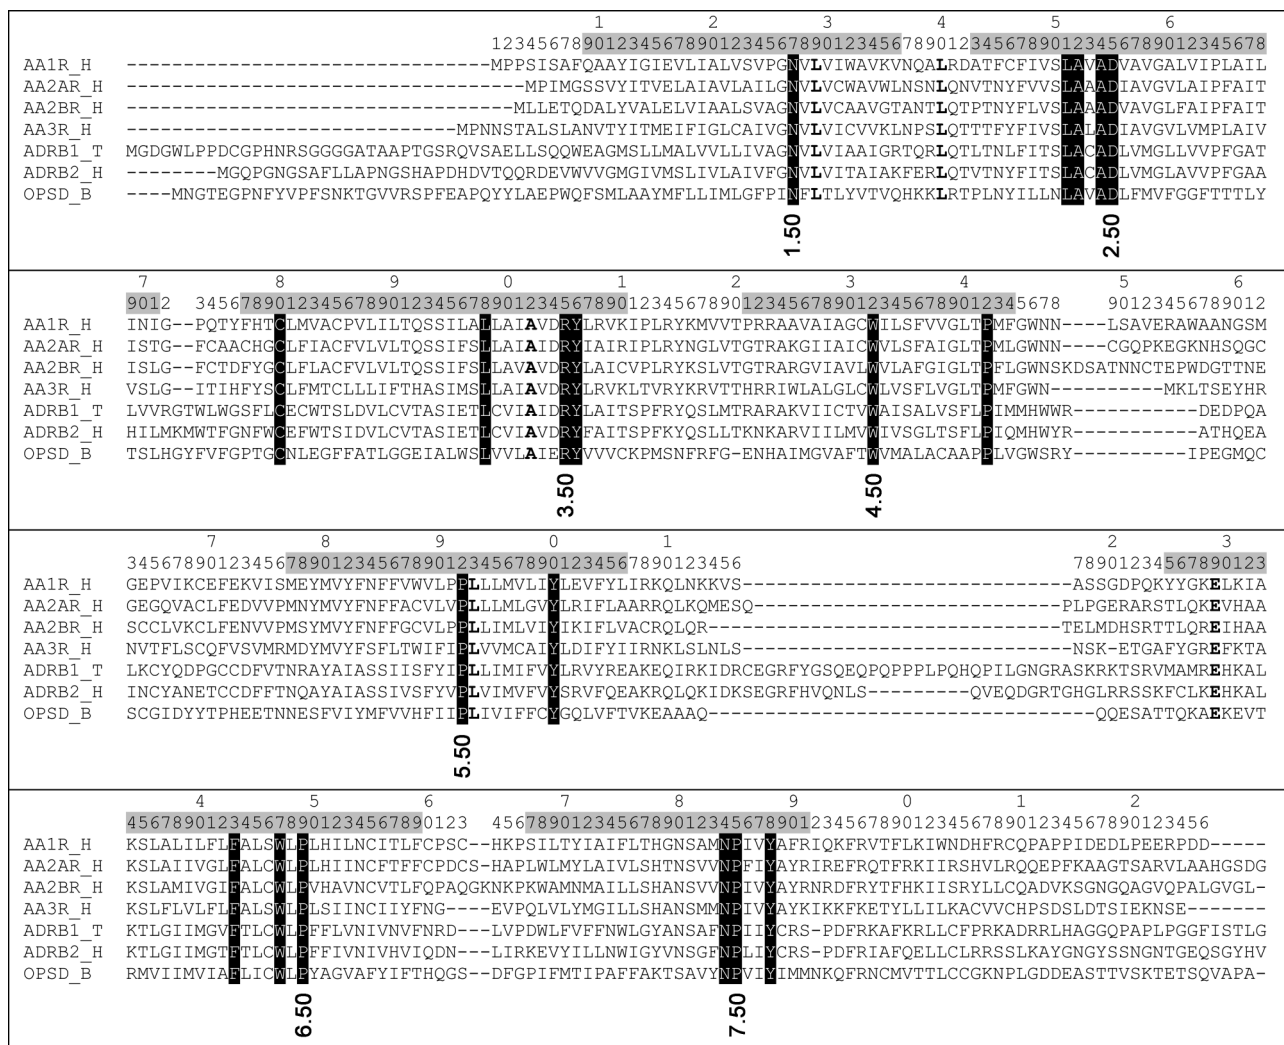 1 2 3 4 5 6
12345678901234567890123456789012345678901234567890123456789012345678
AA1R_H --------------------------------MPPSISAFQAAYIGIEVLIALVSVPGNVLVIWAVKVNQALRDATFCFIVSLAVADVAVGALVIPLAIL
AA2AR_H -----------------------------------MPIMGSSVYITVELAIAVLAILGNVLVCWAVWLNSNLQNVTNYFVVSLAAADIAVGVLAIPFAIT
AA2BR_H ----------------------------------MLLETQDALYVALELVIAALSVAGNVLVCAAVGTANTLQTPTNYFLVSLAAADVAVGLFAIPFAIT
AA3R_H -----------------------------MPNNSTALSLANVTYITMEIFIGLCAIVGNVLVICVVKLNPSLQTTTFYFIVSLALADIAVGVLVMPLAIV
ADRB1_T MGDGWLPPDCGPHNRSGGGGATAAPTGSRQVSAELLSQQWEAGMSLLMALVVLLIVAGNVLVIAAIGRTQRLQTLTNLFITSLACADLVMGLLVVPFGAT
ADRB2_H --------MGQPGNGSAFLLAPNGSHAPDHDVTQQRDEVWVVGMGIVMSLIVLAIVFGNVLVITAIAKFERLQTVTNYFITSLACADLVMGLAVVPFGAA
OPSD_B ----MNGTEGPNFYVPFSNKTGVVRSPFEAPQYYLAEPWQFSMLAAYMFLLIMLGFPINFLTLYVTVQHKKLRTPLNYILLNLAVADLFMVFGGFTTTLY
1.50 2.50
7 8 9 0 1 2 3 4 5 6
9012 34567890123456789012345678901234567890123456789012345678 90123456789012
AA1R_H INIG--PQTYFHTCLMVACPVLILTQSSILALLAIAVDRYLRVKIPLRYKMVVTPRRAAVAIAGCWILSFVVGLTPMFGWNN----LSAVERAWAANGSM
AA2AR_H ISTG--FCAACHGCLFIACFVLVLTQSSIFSLLAIAIDRYIAIRIPLRYNGLVTGTRAKGIIAICWVLSFAIGLTPMLGWNN----CGQPKEGKNHSQGC
AA2BR_H ISLG--FCTDFYGCLFLACFVLVLTQSSIFSLLAVAVDRYLAICVPLRYKSLVTGTRARGVIAVLWVLAFGIGLTPFLGWNSKDSATNNCTEPWDGTTNE
AA3R_H VSLG--ITIHFYSCLFMTCLLLIFTHASIMSLLAIAVDRYLRVKLTVRYKRVTTHRRIWLALGLCWLVSFLVGLTPMFGWN----------MKLTSEYHR
ADRB1_T LVVRGTWLWGSFLCECWTSLDVLCVTASIETLCVIAIDRYLAITSPFRYQSLMTRARAKVIICTVWAISALVSFLPIMMHWWR-----------DEDPQA
ADRB2_H HILMKMWTFGNFWCEFWTSIDVLCVTASIETLCVIAVDRYFAITSPFKYQSLLTKNKARVIILMVWIVSGLTSFLPIQMHWYR-----------ATHQEA
OPSD_B TSLHGYFVFGPTGCNLEGFFATLGGEIALWSLVVLAIERYVVVCKPMSNFRFG-ENHAIMGVAFTWVMALACAAPPLVGWSRY----------IPEGMQC
3.50 4.50
7 8 9 0 1 2 3
345678901234567890123456789012345678901234567890123456 78901234567890123
AA1R_H GEPVIKCEFEKVISMEYMVYFNFFVWVLPPLLLMVLIYLEVFYLIRKQLNKKVS-----------------------------ASSGDPQKYYGKELKIA
AA2AR_H GEGQVACLFEDVVPMNYMVYFNFFACVLVPLLLMLGVYLRIFLAARRQLKQMESQ----------------------------PLPGERARSTLQKEVHAA
AA2BR_H SCCLVKCLFENVVPMSYMVYFNFFGCVLPPLLIMLVIYIKIFLVACRQLQR-------------------------------TELMDHSRTTLQREIHAA
AA3R_H NVTFLSCQFVSVMRMDYMVYFSFLTWIFIPLVVMCAIYLDIFYIIRNKLSLNLS-----------------------------NSK-ETGAFYGREFKTA
ADRB1_T LKCYQDPGCCDFVTNRAYAIASSIISFYIPLLIMIFVYLRVYREAKEQIRKIDRCEGRFYGSQEQPQPPPLPQHQPILGNGRASKRKTSRVMAMREHKAL
ADRB2_H INCYANETCCDFFTNQAYAIASSIVSFYVPLVIMVFVYSRVFQEAKRQLQKIDKSEGRFHVQNLS---------QVEQDGRTGHGLRRSSKFCLKEHKAL
OPSD_B SCGIDYYTPHEETNNESFVIYMFVVHFIIPLIVIFFCYGQLVFTVKEAAAQ----------------------------------QQESATTQKAEKEVT
5.50
4 5 6 7 8 9 0 1 2
456789012345678901234567890123 456789012345678901234567890123456789012345678901234567890123456
AA1R_H KSLALILFLFALSWLPLHILNCITLFCPSC--HKPSILTYIAIFLTHGNSAMNPIVYAFRIQKFRVTFLKIWNDHFRCQPAPPIDEDLPEERPDD-----
AA2AR_H KSLAIIVGLFALCWLPLHIINCFTFFCPDCS-HAPLWLMYLAIVLSHTNSVVNPFIYAYRIREFRQTFRKIIRSHVLRQQEPFKAAGTSARVLAAHGSDG
AA2BR_H KSLAMIVGIFALCWLPVHAVNCVTLFQPAQGKNKPKWAMNMAILLSHANSVVNPIVYAYRNRDFRYTFHKIISRYLLCQADVKSGNGQAGVQPALGVGL-
AA3R_H KSLFLVLFLFALSWLPLSIINCIIYFNG----EVPQLVLYMGILLSHANSMMNPIVYAYKIKKFKETYLLILKACVVCHPSDSLDTSIEKNSE-------
ADRB1_T KTLGIIMGVFTLCWLPFFLVNIVNVFNRD---LVPDWLFVFFNWLGYANSAFNPIIYCRS-PDFRKAFKRLLCFPRKADRRLHAGGQPAPLPGGFISTLG
ADRB2_H KTLGIIMGTFTLCWLPFFIVNIVHVIQDN---LIRKEVYILLNWIGYVNSGFNPLIYCRS-PDFRIAFQELLCLRRSSLKAYGNGYSSNGNTGEQSGYHV
OPSD_B RMVIIMVIAFLICWLPYAGVAFYIFTHQGS--DFGPIFMTIPAFFAKTSAVYNPVIYIMMNKQFRNCMVTTLCCGKNPLGDDEASTTVSKTETSQVAPA-
6.50 7.50